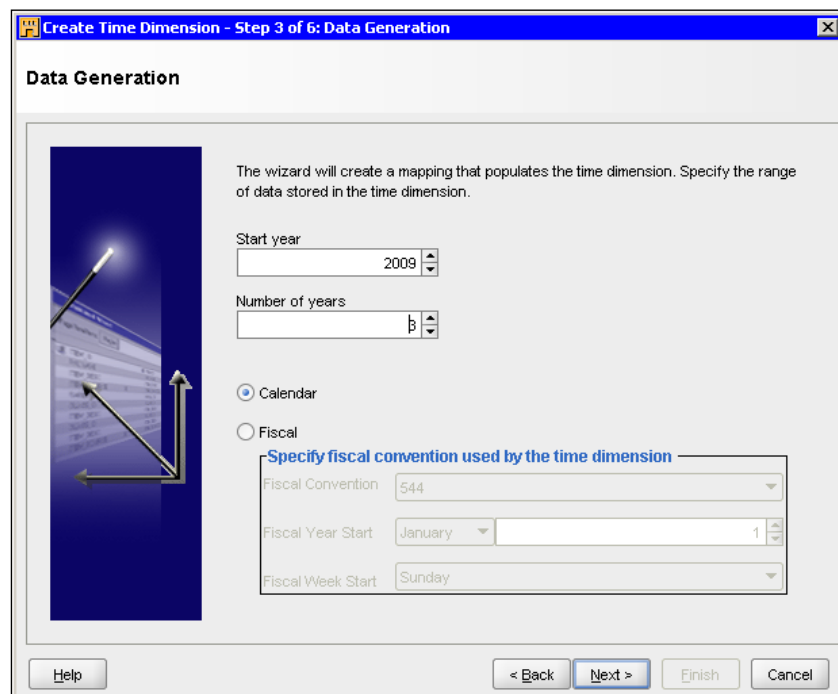 Create Time Dimension - Step 3 of 6: Data Generation
Data Generation
The wizard will create a mapping that populates the time dimension. Specify the range
of data stored in the time dimension.
Start year
2009
Number of years
3
Calendar
Fiscal
Specify fiscal convention used by the time dimension
Fiscal Convention
544
Fiscal Year Start
January
1
Fiscal Week Start
Sunday
Help
< Back
Next >
Finish
Cancel